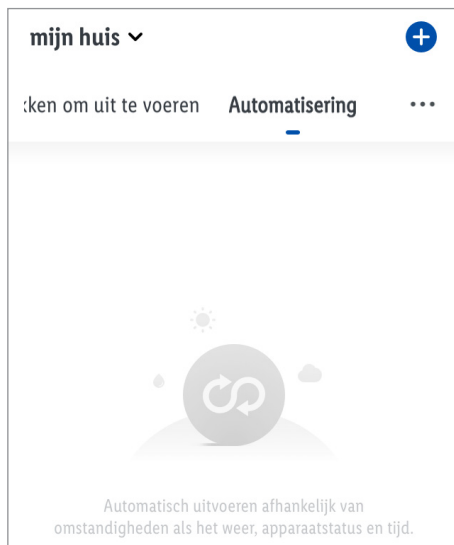 mijn huis
kken om uit te voeren Automatisering
Automatisch uitvoeren afhankelijk van
omstandigheden als het weer, apparaatstatus en tijd.